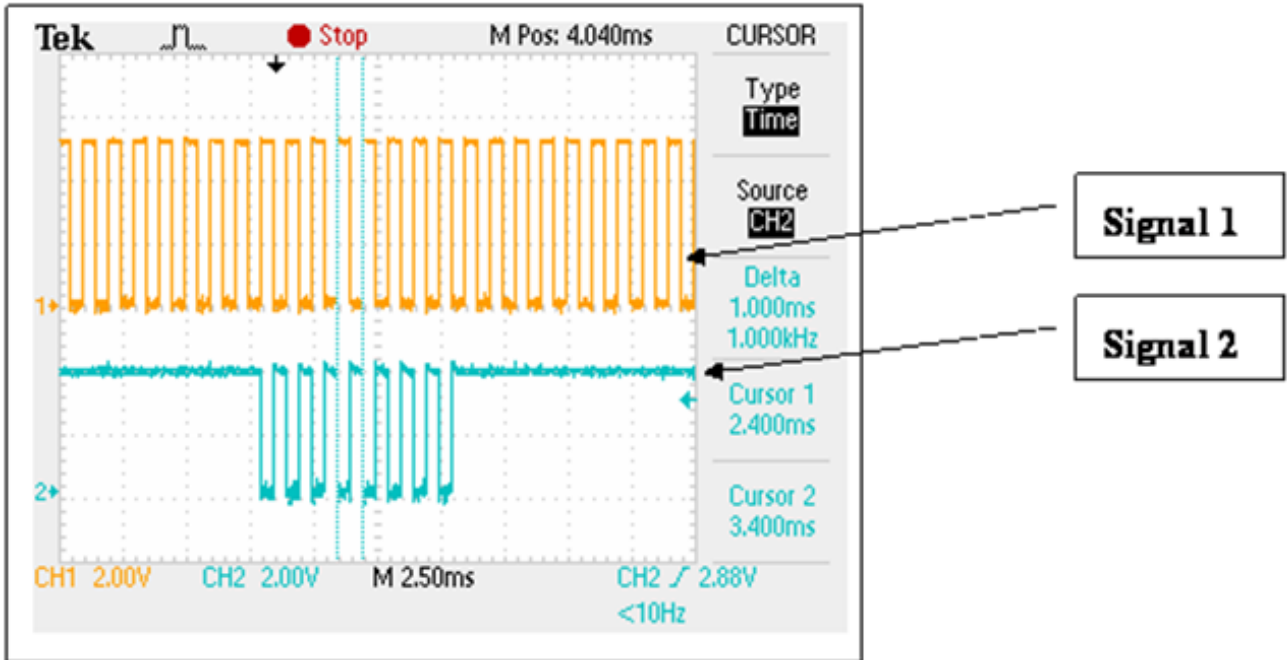 Tek Stop M Pos: 4.040ms CURSOR
Type
Time
Source
CH2
Delta
1.000ms
1.000kHz
Cursor 1
2.400ms
Cursor 2
3.400ms
1
2
CH1 2.00V CH2 2.00V M 2.50ms CH2 2.88V
<10Hz
Signal 1
Signal 2